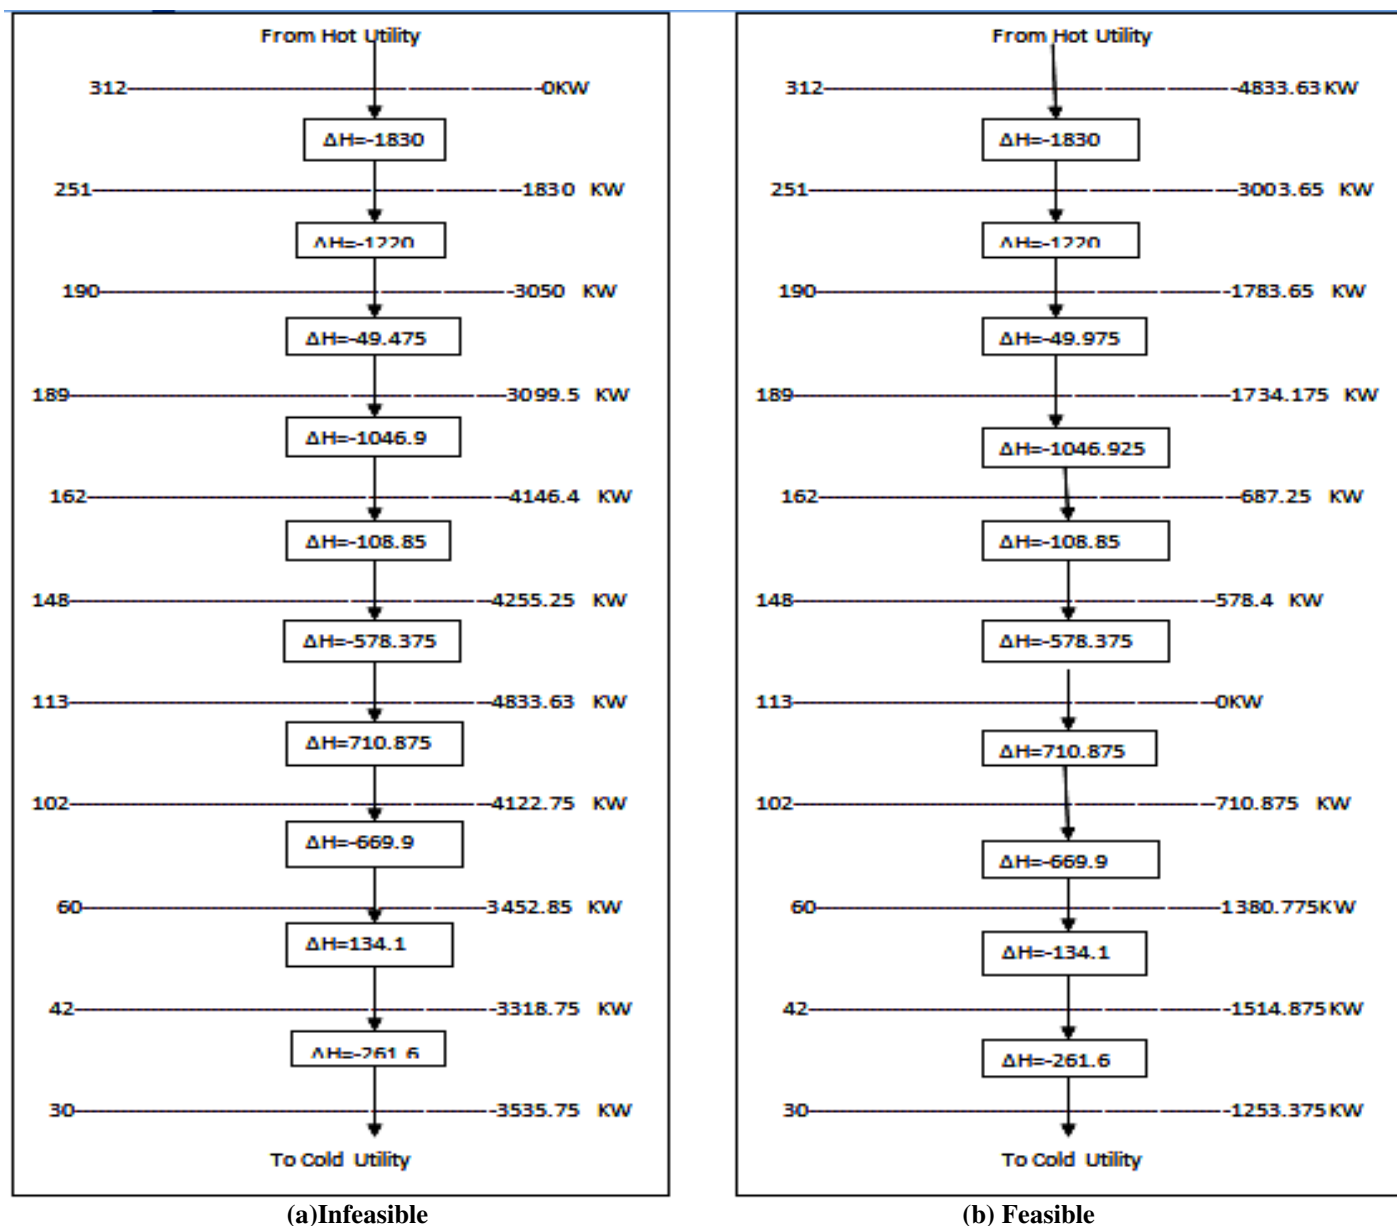 From Hot Utility
312 -0KW
ΔH=-1830
251 -1830 KW
ΔH=-1220
190 -3050 KW
ΔH=-49.475
189 -3099.5 KW
ΔH=-1046.9
162 -4146.4 KW
ΔH=-108.85
148 -4255.25 KW
ΔH=-578.375
113 -4833.63 KW
ΔH=710.875
102 -4122.75 KW
ΔH=-669.9
60 -3452.85 KW
ΔH=134.1
42 -3318.75 KW
ΔH=-261.6
30 -3535.75 KW
To Cold Utility
(a)Infeasible
From Hot Utility
312 -4833.63KW
ΔH=-1830
251 -3003.65 KW
ΔH=-1220
190 -1783.65 KW
ΔH=-49.975
189 -1734.175 KW
ΔH=-1046.925
162 -687.25 KW
ΔH=-108.85
148 -578.4 KW
ΔH=-578.375
113 -0KW
ΔH=710.875
102 -710.875 KW
ΔH=-669.9
60 -1380.775KW
ΔH=-134.1
42 -1514.875KW
ΔH=-261.6
30 -1253.375KW
To Cold Utility
(b) Feasible